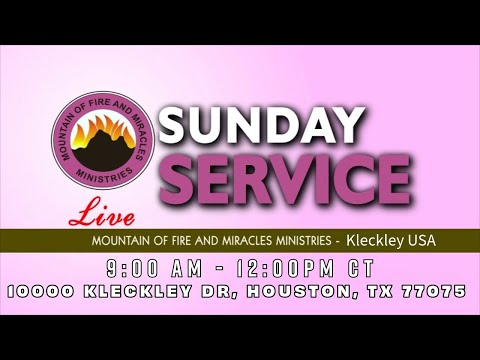 MOUNTAIN OF FIRE AND MIRACLES
MINISTRIES
Live
SUNDAY
SERVICE
MOUNTAIN OF FIRE AND MIRACLES MINISTRIES - Kleckley USA
9:00 AM - 12:00PM CT
10000 KLECKLEY DR, HOUSTON, TX 77075